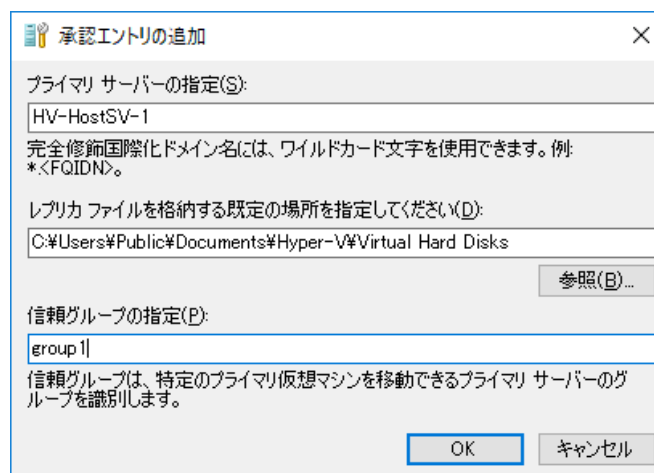 承認エントリの追加
プライマリ サーバーの指定(S):
HV-HostSV-1
完全修飾国際化ドメイン名には、ワイルドカード文字を使用できます。例:
*.<FQIDN>。
レプリカ ファイルを格納する既定の場所を指定してください(D):
C:¥Users¥Public¥Documents¥Hyper-V¥Virtual Hard Disks
参照(B)...
信頼グループの指定(P):
group1
信頼グループは、特定のプライマリ仮想マシンを移動できるプライマリ サーバーのグ
ループを識別します。
OK
キャンセル